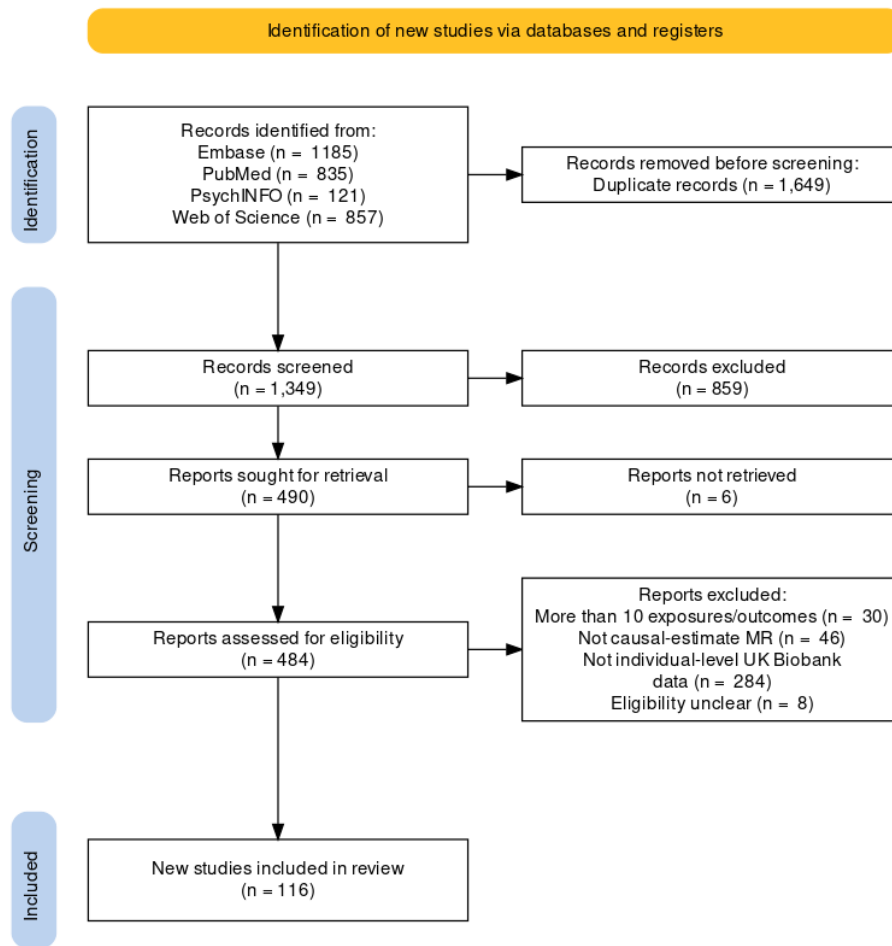 Identification of new studies via databases and registers
Identification
Records identified from:
Embase (n = 1185)
PubMed (n = 835)
PsychINFO (n = 121)
Web of Science (n = 857)
Records removed before screening:
Duplicate records (n = 1,649)
Screening
Records screened
(n = 1,349)
Records excluded
(n = 859)
Reports sought for retrieval
(n = 490)
Reports not retrieved
(n = 6)
Reports assessed for eligibility
(n = 484)
Reports excluded:
More than 10 exposures/outcomes (n = 30)
Not causal-estimate MR (n = 46)
Not individual-level UK Biobank
data (n = 284)
Eligibility unclear (n = 8)
Included
New studies included in review
(n = 116)